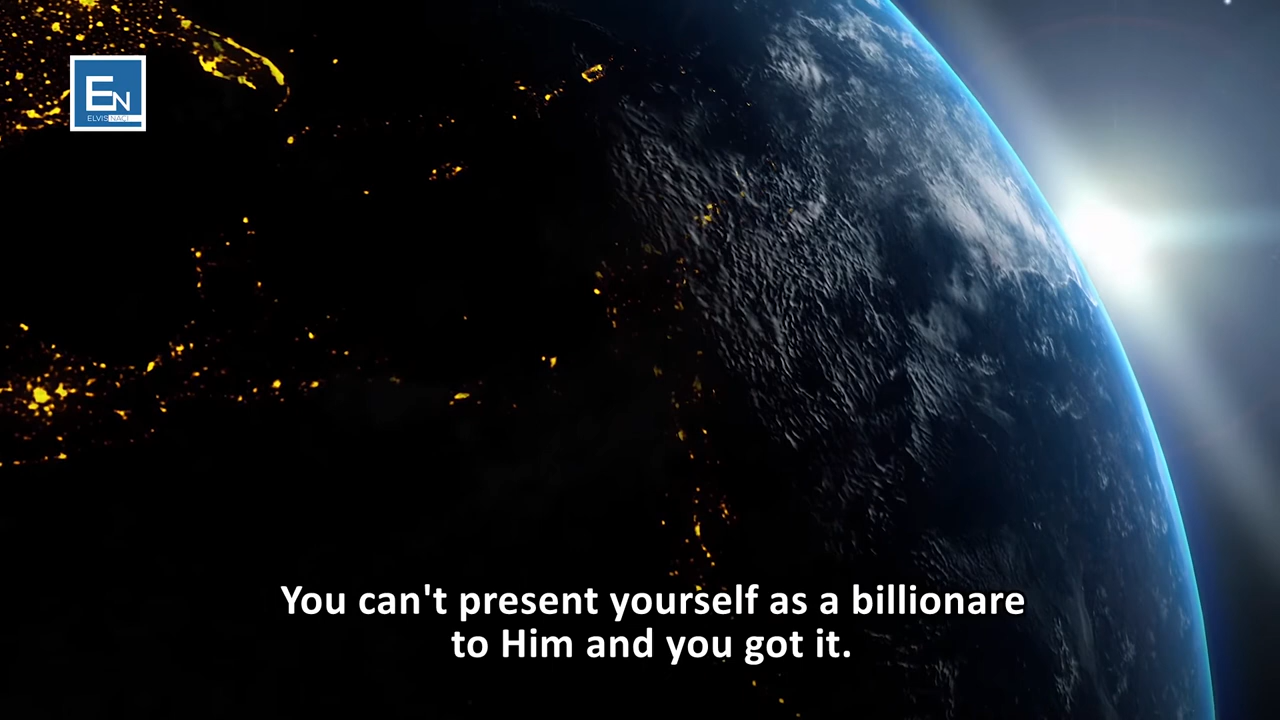 EN
ELVIS NACI
You can't present yourself as a billionare
to Him and you got it.